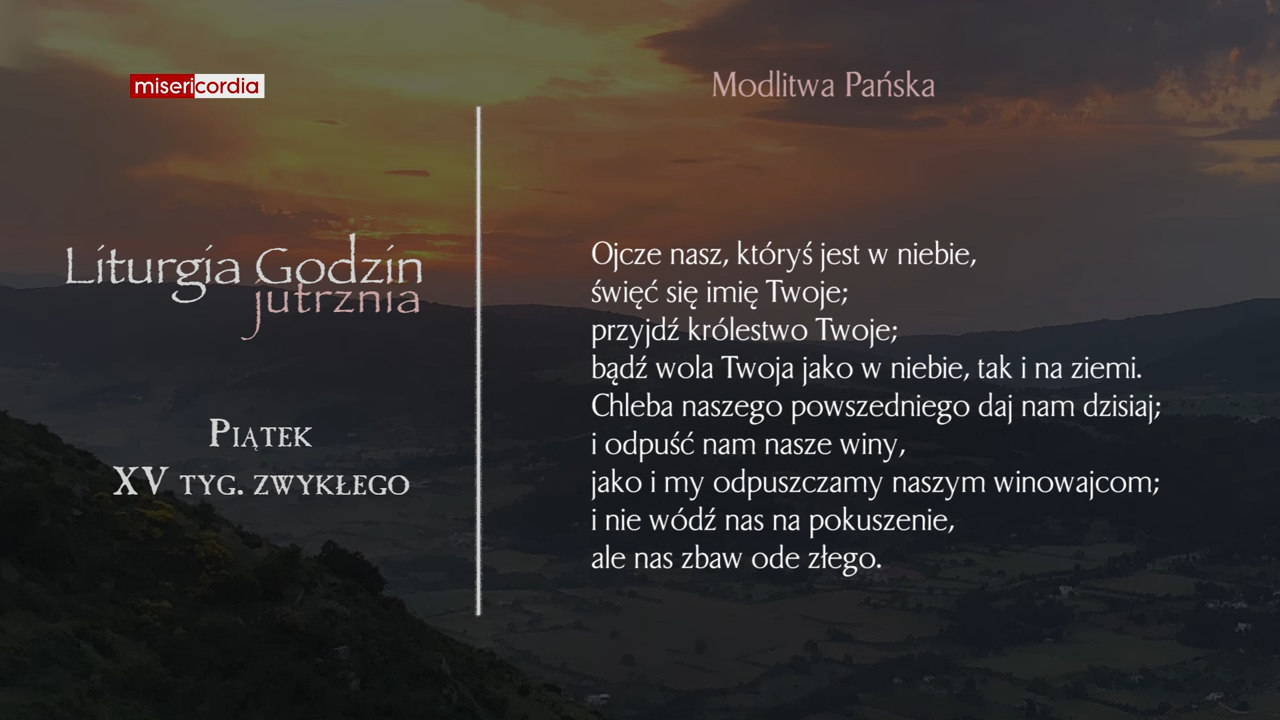 misericordia
Liturgia Godzin
jutrznia
Piątek
XV tyg. zwykłego
Modlitwa Pańska
Ojcze nasz, któryś jest w niebie,
święć się imię Twoje;
przyjdź królestwo Twoje;
bądź wola Twoja jako w niebie, tak i na ziemi.
Chleba naszego powszedniego daj nam dzisiaj;
i odpuść nam nasze winy,
jako i my odpuszczamy naszym winowajcom;
i nie wódź nas na pokuszenie,
ale nas zbaw ode złego.